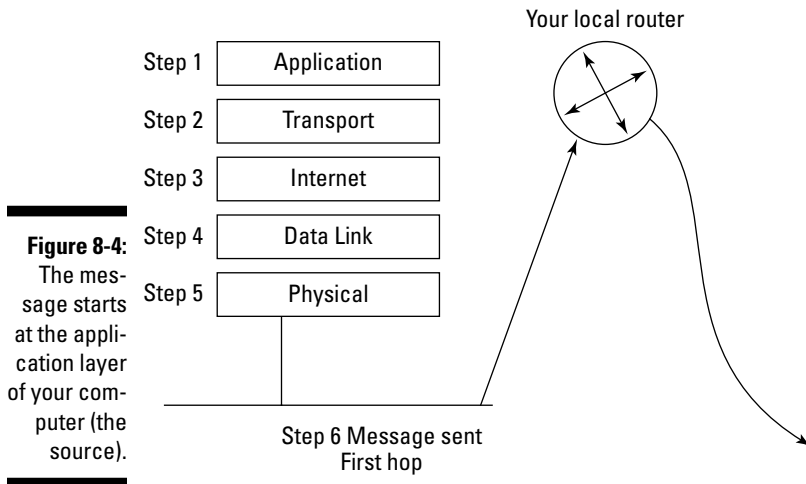 Your local router
Step 1 Application
Step 2 Transport
Step 3 Internet
Step 4 Data Link
Step 5 Physical
Step 6 Message sent
First hop
Figure 8-4:
The mes-
sage starts
at the appli-
cation layer
of your com-
puter (the
source).